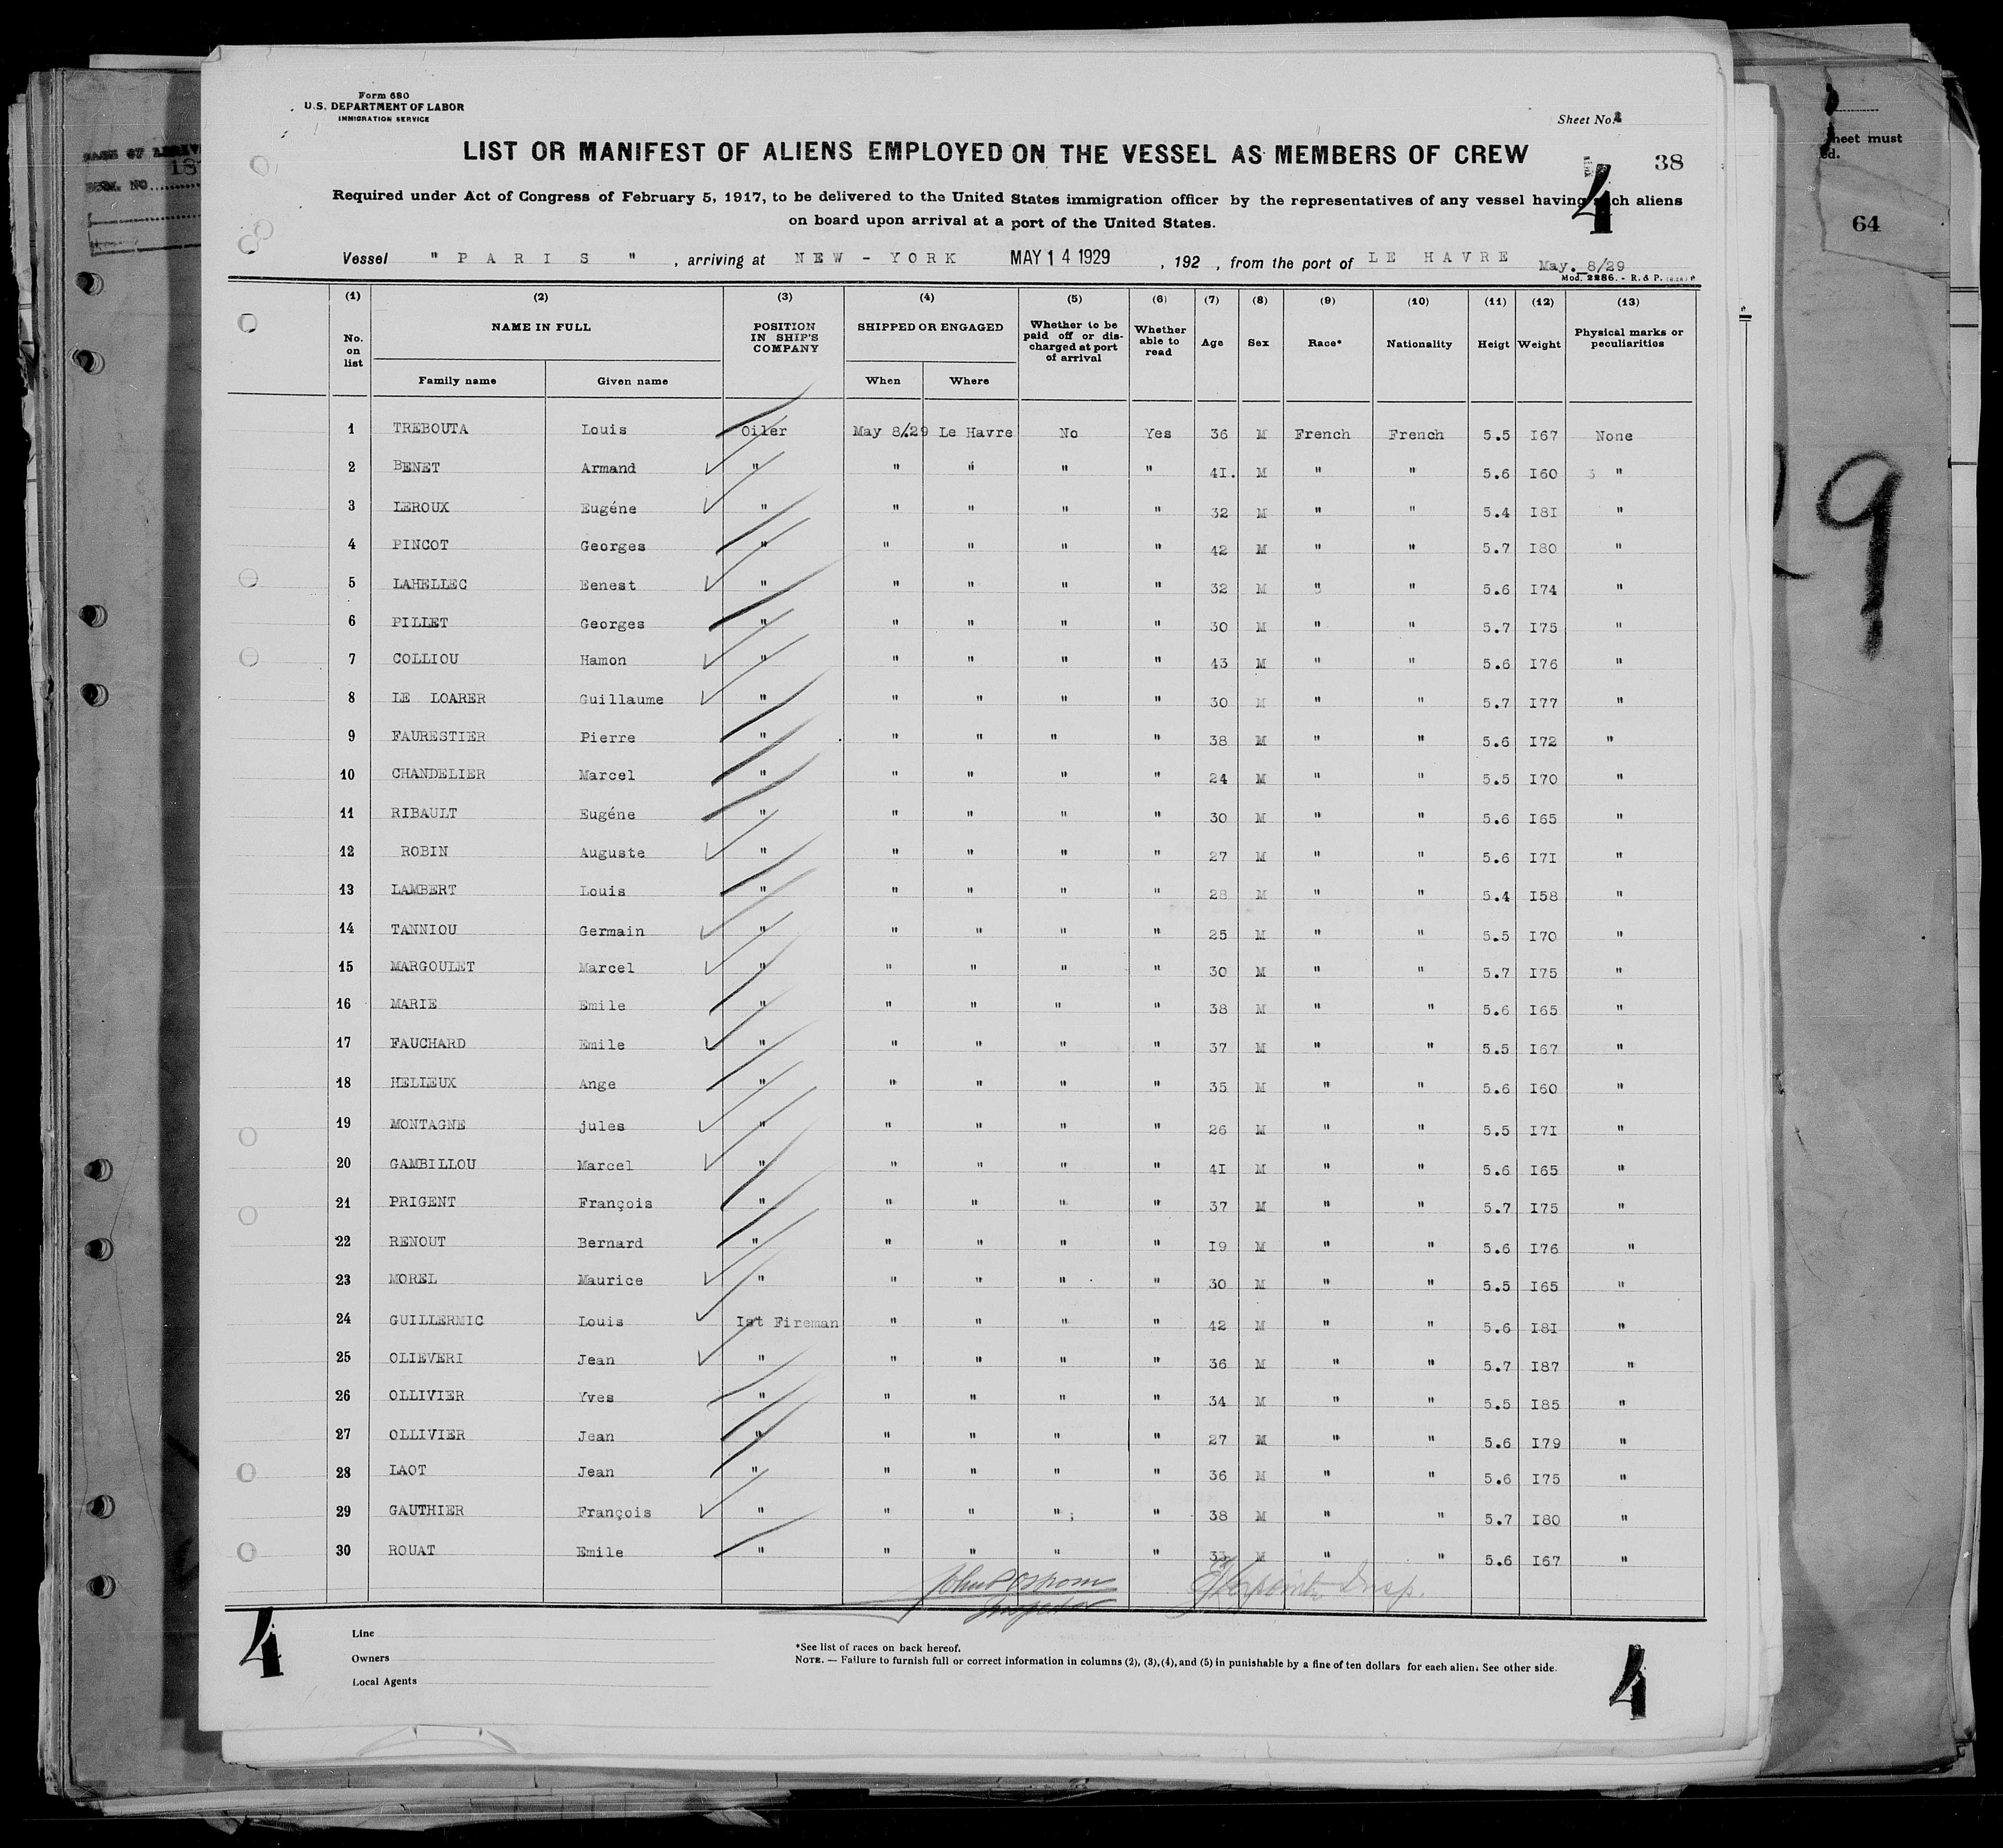 Form 680
U.S. DEPARTMENT OF LABOR
IMMIGRATION SERVICE
Sheet No.
LIST OR MANIFEST OF ALIENS EMPLOYED ON THE VESSEL AS MEMBERS OF CREW
38
4
Required under Act of Congress of February 5, 1917, to be delivered to the United States immigration officer by the representatives of any vessel having such aliens
on board upon arrival at a port of the United States.
Vessel " P A R I S " , arriving at NEW - YORK MAY 14 1929 , 192 , from the port of LE HAVRE May. 8/29
Mod. 2286. - R. & P.
(1) (2) (3) (4) (5) (6) (7) (8) (9) (10) (11) (12) (13)
No. on list NAME IN FULL POSITION IN SHIP'S COMPANY SHIPPED OR ENGAGED Whether to be paid off or discharged at port of arrival Whether able to read Age Sex Race* Nationality Heigt Weight Physical marks or peculiarities
Family name Given name When Where
1 TREBOUTA Louis Oiler May 8/.29 Le Havre No Yes 36 M French French 5.5 I67 None
2 BENET Armand " " " " " 4I. M " " 5.6 I60 "
3 LEROUX Eugéne " " " " " 32 M " " 5.4 I8I "
4 PINCOT Georges " " " " " 42 M " " 5.7 I80 "
5 LAHELLEC Eenest " " " " " 32 M " " 5.6 I74 "
6 PILLET Georges " " " " " 30 M " " 5.7 I75 "
7 COLLIOU Hamon " " " " " 43 M " " 5.6 I76 "
8 LE LOARER Guillaume " " " " " 30 M " " 5.7 I77 "
9 FAURESTIER Pierre " " " " " 38 M " " 5.6 I72 "
10 CHANDELIER Marcel " " " " " 24 M " " 5.5 I70 "
11 RIBAULT Eugéne " " " " " 30 M " " 5.6 I65 "
12 ROBIN Auguste " " " " " 27 M " " 5.6 I7I "
13 LAMBERT Louis " " " " " 28 M " " 5.4 I58 "
14 TANNIOU Germain " " " " " 25 M " " 5.5 I70 "
15 MARGOULET Marcel " " " " " 30 M " " 5.7 I75 "
16 MARIE Emile " " " " " 38 M " " 5.6 I65 "
17 FAUCHARD Emile " " " " " 37 M " " 5.5 I67 "
18 HELLEUX Ange " " " " " 35 M " " 5.6 I60 "
19 MONTAGNE jules " " " " " 26 M " " 5.5 I7I "
20 GAMBILLOU Marcel " " " " " 4I M " " 5.6 I65 "
21 PRIGENT François " " " " " 37 M " " 5.7 I75 "
22 RENOUT Bernard " " " " " I9 M " " 5.6 I76 "
23 MOREL Maurice " " " " " 30 M " " 5.5 I65 "
24 GUILLERMIC Louis Ist Fireman " " " " 42 M " " 5.6 I8I "
25 OLIEVERI Jean " " " " " 36 M " " 5.7 I87 "
26 OLLIVIER Yves " " " " " 34 M " " 5.5 I85 "
27 OLLIVIER Jean " " " " " 27 M " " 5.6 I79 "
28 LAOT Jean " " " " " 36 M " " 5.6 I75 "
29 GAUTHIER François " " " " " 38 M " " 5.7 I80 "
30 ROUAT Emile " " " " " 33 M " " 5.6 I67 "
Inspector Insp.
Line
Owners
Local Agents
*See list of races on back hereof.
NOTE. — Failure to furnish full or correct information in columns (2), (3), (4), and (5) in punishable by a fine of ten dollars for each alien. See other side.
4
4
sheet must
ed.
64
9
18